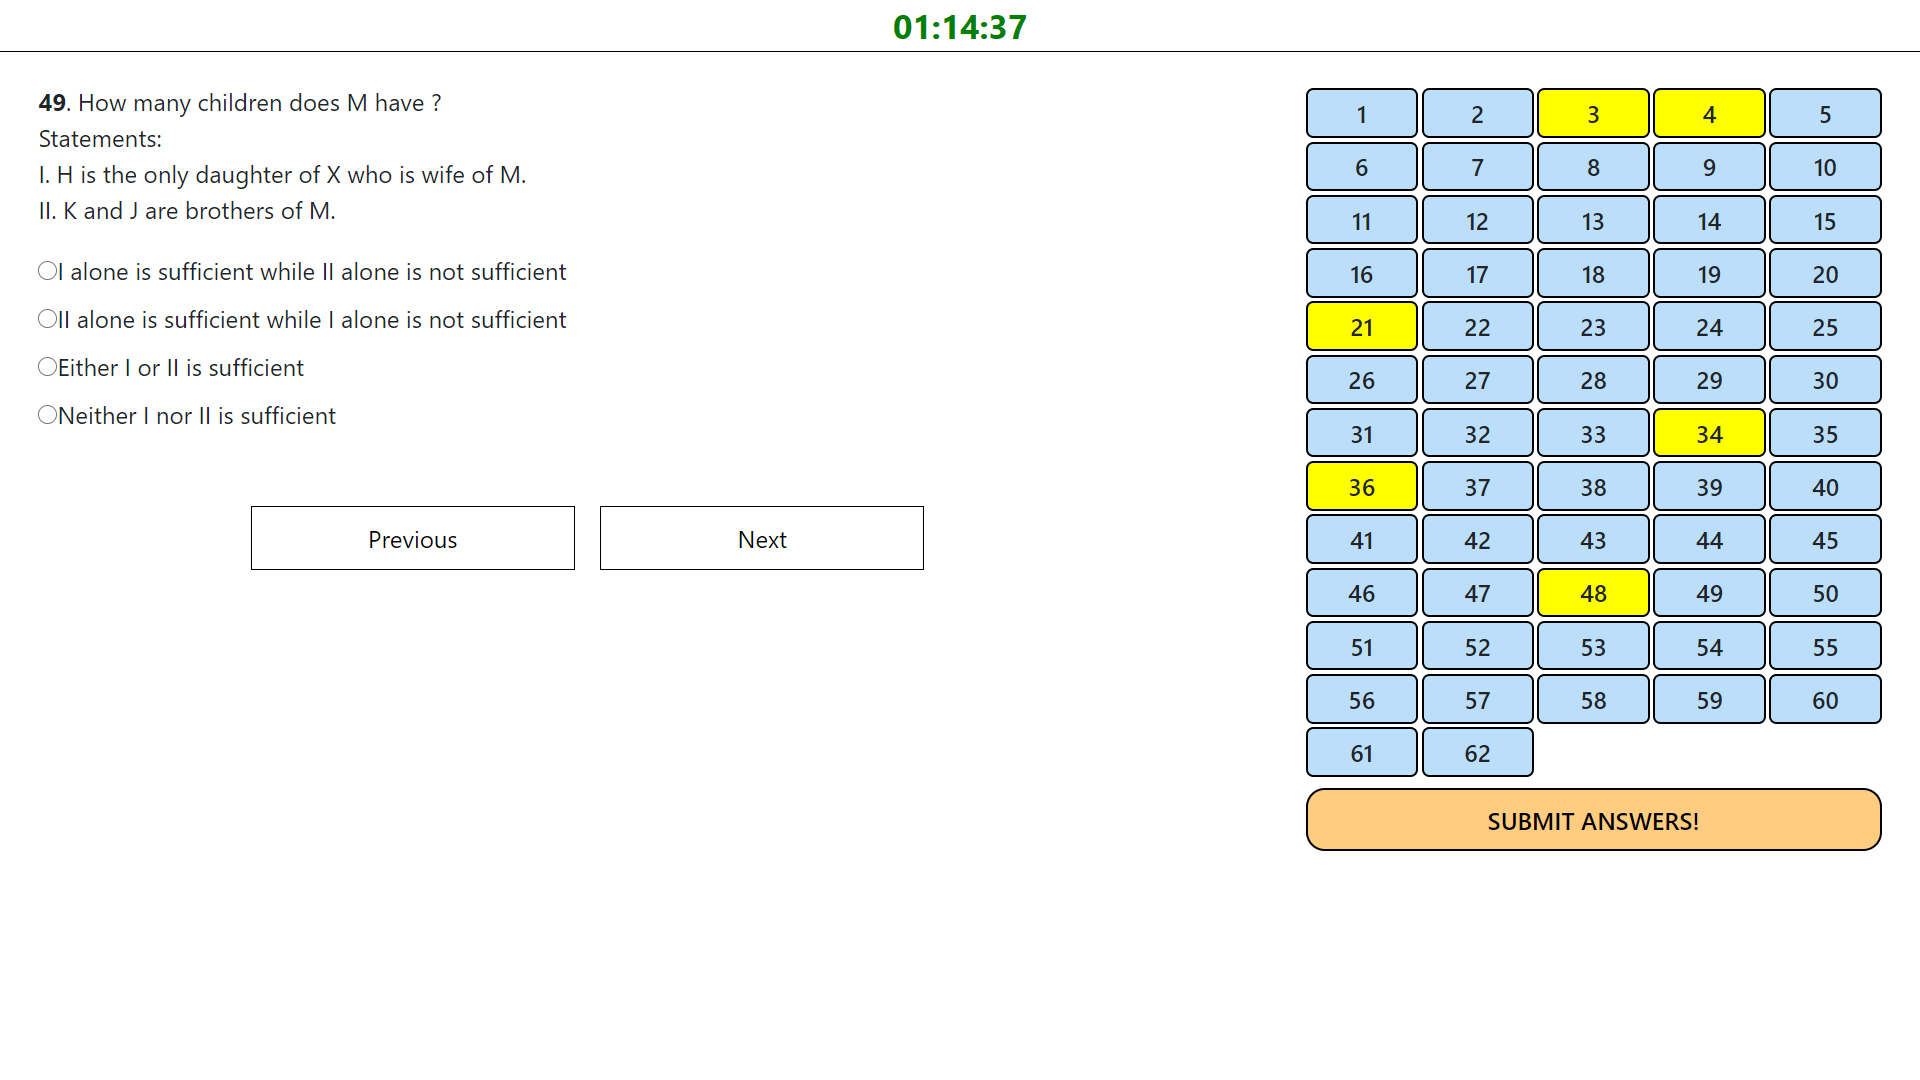 01:14:37
49. How many children does M have ?
Statements:
I. H is the only daughter of X who is wife of M.
II. K and J are brothers of M.
I alone is sufficient while II alone is not sufficient
II alone is sufficient while I alone is not sufficient
Either I or II is sufficient
Neither I nor II is sufficient
Previous Next
1 2 3 4 5
6 7 8 9 10
11 12 13 14 15
16 17 18 19 20
21 22 23 24 25
26 27 28 29 30
31 32 33 34 35
36 37 38 39 40
41 42 43 44 45
46 47 48 49 50
51 52 53 54 55
56 57 58 59 60
61 62
SUBMIT ANSWERS!